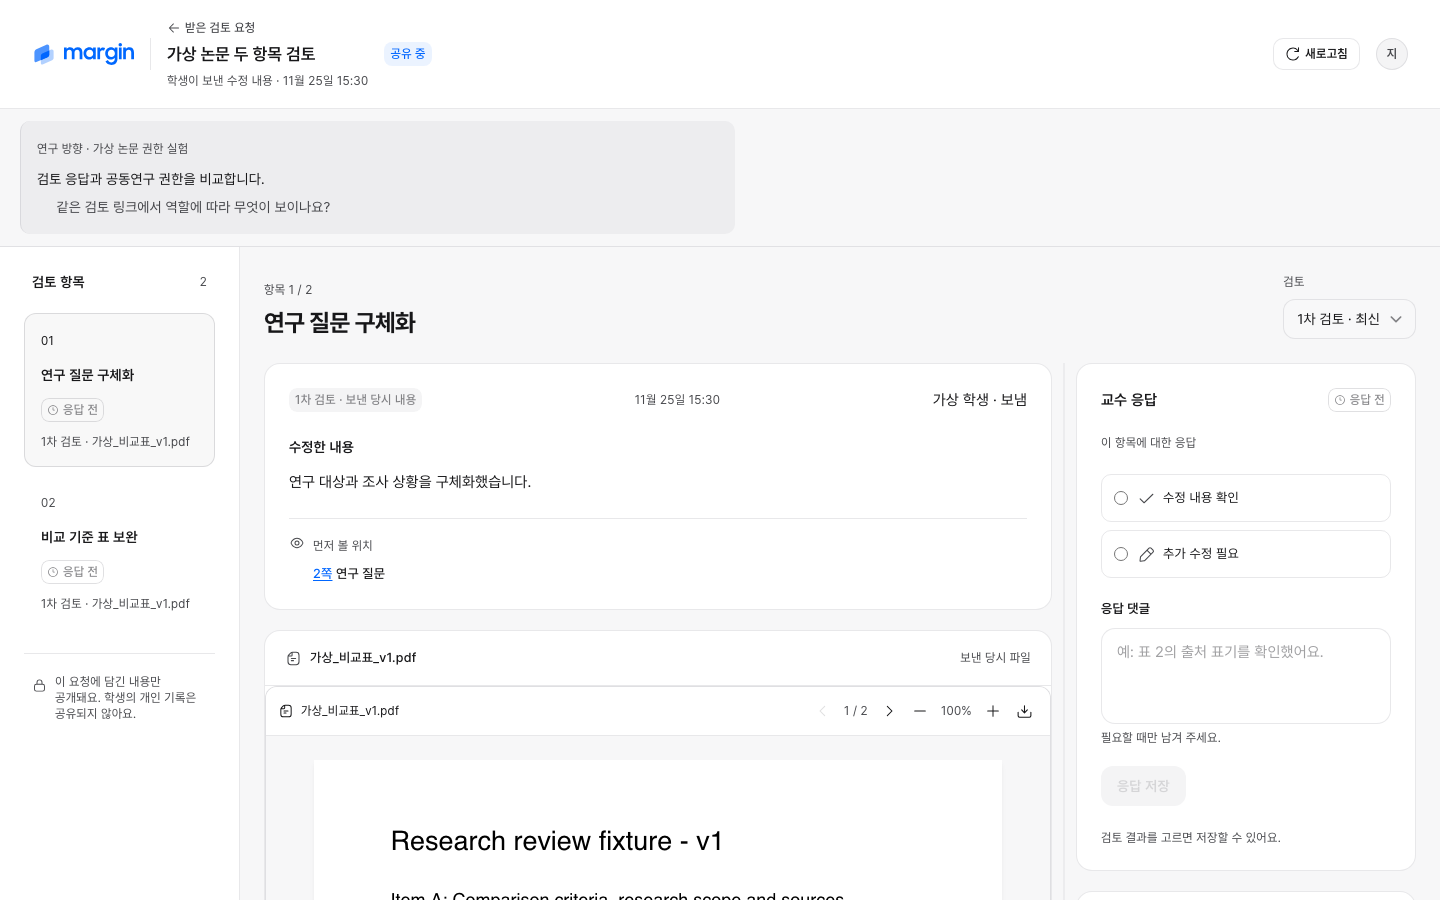 받은 검토 요청
margin
가상 논문 두 항목 검토
공유 중
학생이 보낸 수정 내용 · 11월 25일 15:30
새로고침
지
연구 방향 · 가상 논문 권한 실험
검토 응답과 공동연구 권한을 비교합니다.
같은 검토 링크에서 역할에 따라 무엇이 보이나요?
검토 항목
2
01
연구 질문 구체화
응답 전
1차 검토 · 가상_비교표_v1.pdf
02
비교 기준 표 보완
응답 전
1차 검토 · 가상_비교표_v1.pdf
이 요청에 담긴 내용만
공개돼요. 학생의 개인 기록은
공유되지 않아요.
항목 1 / 2
연구 질문 구체화
검토
1차 검토 · 최신
1차 검토 · 보낸 당시 내용
11월 25일 15:30
가상 학생 · 보냄
수정한 내용
연구 대상과 조사 상황을 구체화했습니다.
먼저 볼 위치
2쪽 연구 질문
가상_비교표_v1.pdf
보낸 당시 파일
가상_비교표_v1.pdf
1 / 2
100%
Research review fixture - v1
Item A: Comparison criteria, research scope and sources
교수 응답
응답 전
이 항목에 대한 응답
수정 내용 확인
추가 수정 필요
응답 댓글
예: 표 2의 출처 표기를 확인했어요.
필요할 때만 남겨 주세요.
응답 저장
검토 결과를 고르면 저장할 수 있어요.